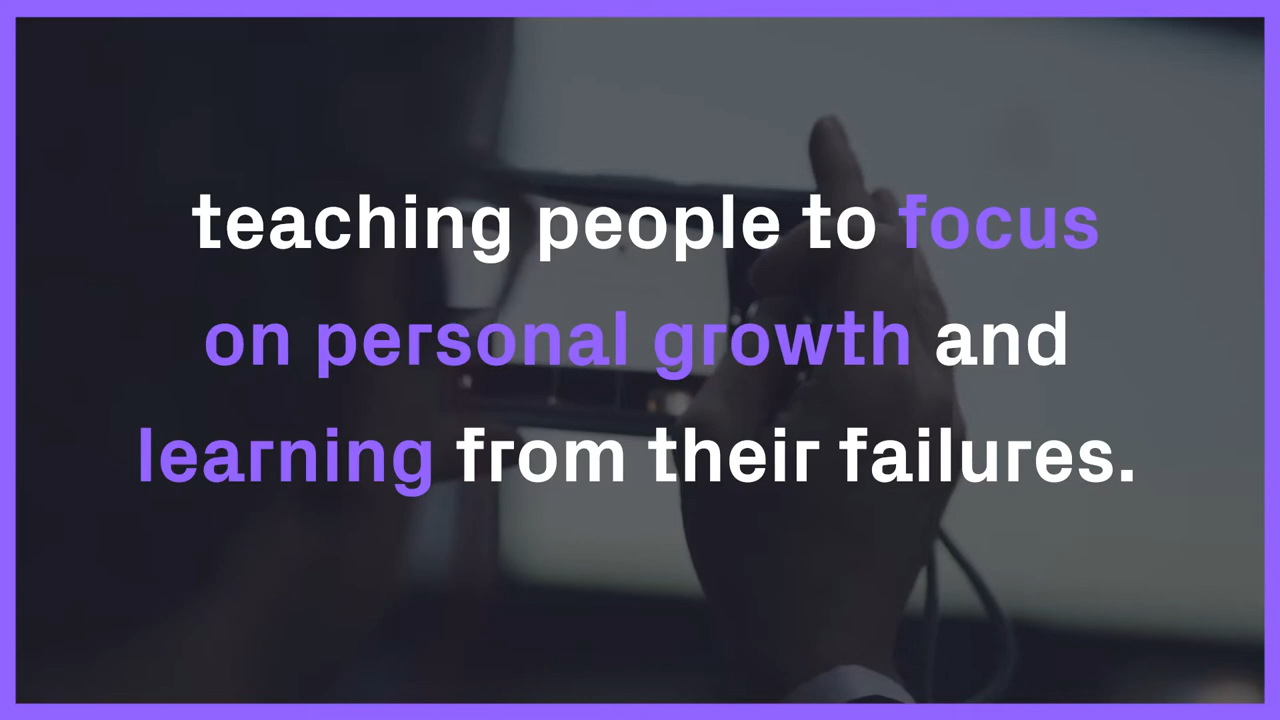 teaching people to focus
on personal growth and
learning from their failures.